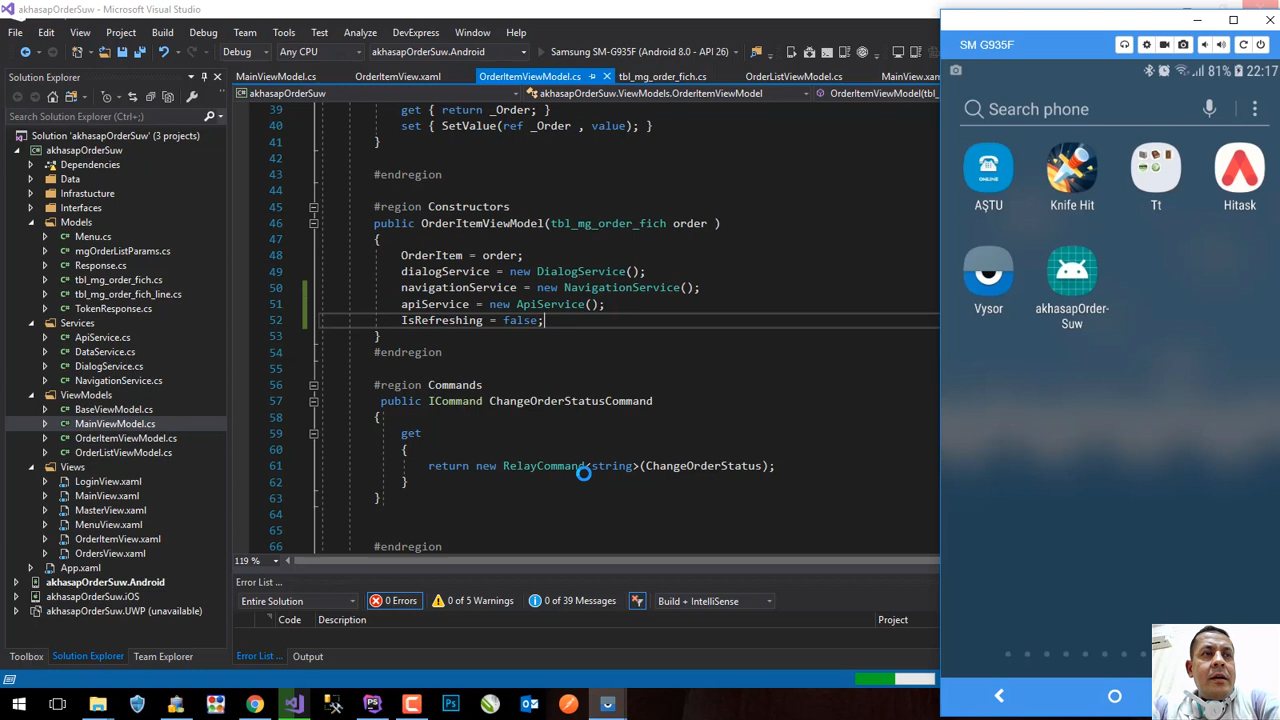 akhasapOrderSuw - Microsoft Visual Studio
File Edit View Project Build Debug Team Tools Test Analyze DevExpress Window
Debug Any CPU akhasapOrderSuw.Android Samsung SM-G935F (Android 8.0 - API 26)
Solution Explorer
Search Solution Explorer (Ctrl+;)
Solution 'akhasapOrderSuw' (3 projects)
akhasapOrderSuw
Dependencies
Data
Infrasturcture
Interfaces
Models
Menu.cs
mgOrderListParams.cs
Response.cs
tbl_mg_order_fich.cs
tbl_mg_order_fich_line.cs
TokenResponse.cs
Services
ApiService.cs
DataService.cs
DialogService.cs
NavigationService.cs
ViewModels
BaseViewModel.cs
MainViewModel.cs
OrderItemViewModel.cs
OrderListViewModel.cs
Views
LoginView.xaml
MainView.xaml
MasterView.xaml
MenuView.xaml
OrderItemView.xaml
OrdersView.xaml
App.xaml
akhasapOrderSuw.Android
akhasapOrderSuw.iOS
akhasapOrderSuw.UWP (unavailable)
Toolbox Solution Explorer Team Explorer
MainViewModel.cs OrderItemView.xaml OrderItemViewModel.cs tbl_mg_order_fich.cs OrderListViewModel.cs MainView.xam
akhasapOrderSuw akhasapOrderSuw.ViewModels.OrderItemViewModel OrderItemViewModel(tbl_
39 get { return _Order; }
40 set { SetValue(ref _Order , value); }
41 }
42
43 #endregion
44
45 #region Constructors
46 public OrderItemViewModel(tbl_mg_order_fich order )
47 {
48 OrderItem = order;
49 dialogService = new DialogService();
50 navigationService = new NavigationService();
51 apiService = new ApiService();
52 IsRefreshing = false;
53 }
54 #endregion
55
56 #region Commands
57 public ICommand ChangeOrderStatusCommand
58 {
59 get
60 {
61 return new RelayCommand<string>(ChangeOrderStatus);
62 }
63 }
64
65
66 #endregion
119 %
Error List ...
Entire Solution 0 Errors 0 of 5 Warnings 0 of 39 Messages Build + IntelliSense
Code Description Project
Error List ... Output
SM G935F
81% 22:17
Search phone
AŞTU Knife Hit Tt Hitask
Vysor akhasapOrder-
Suw